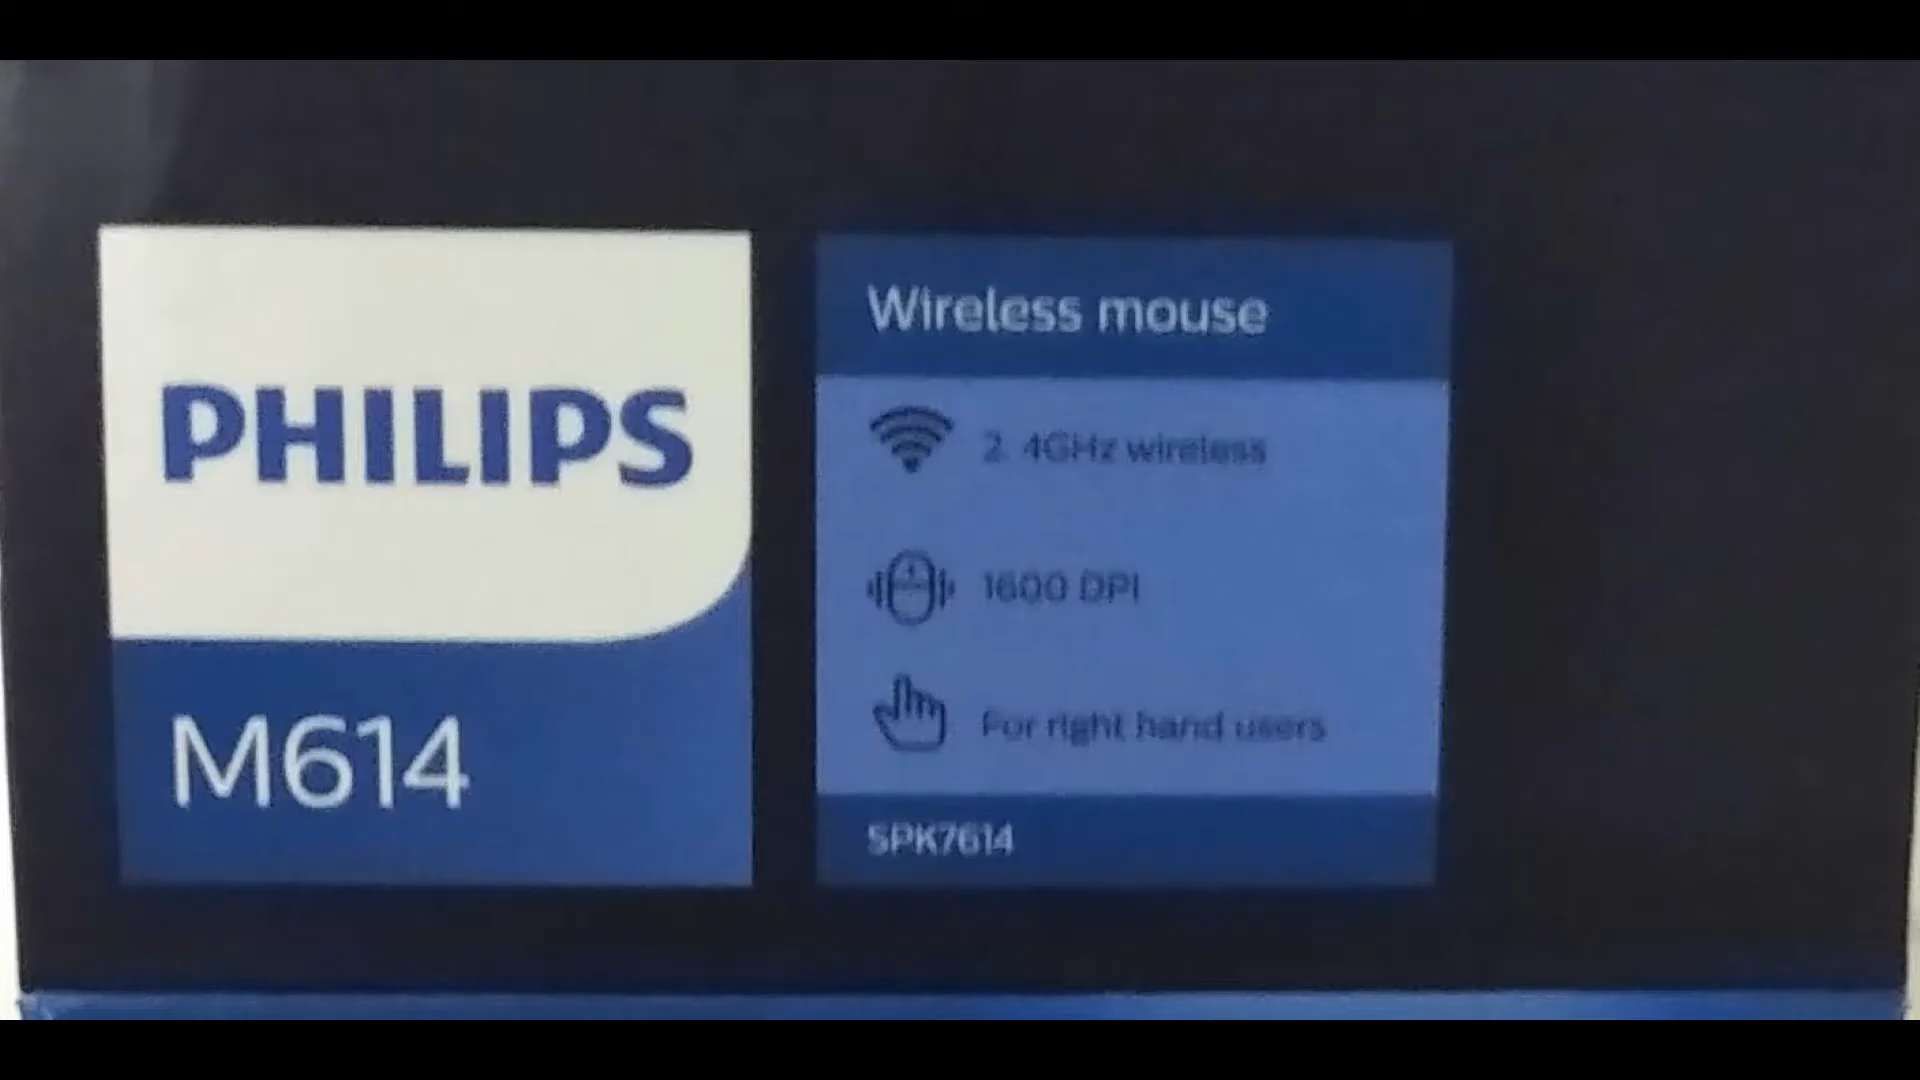 PHILIPS
M614
Wireless mouse
2. 4GHz wireless
1600 DPI
For right hand users
SPK7614